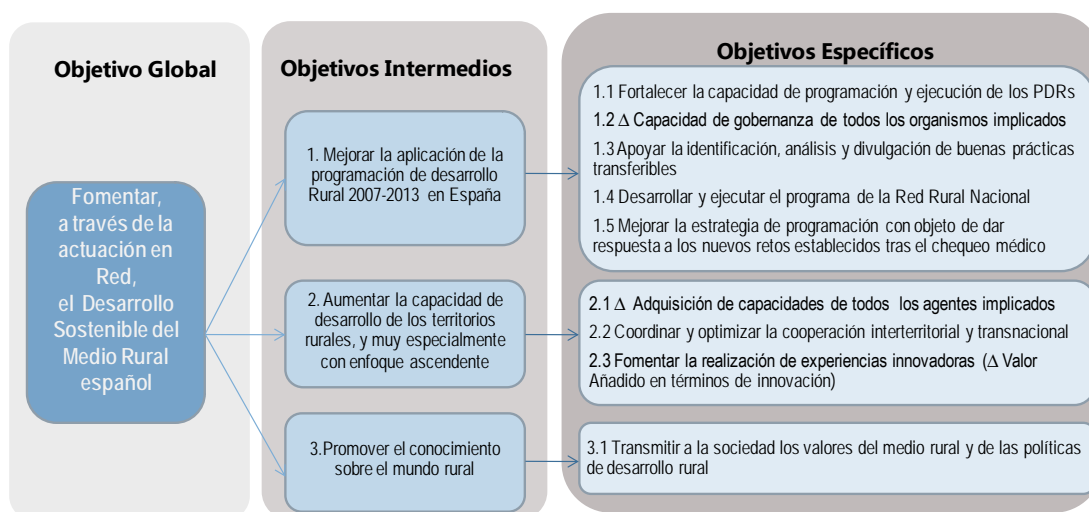 Objetivo Global
Fomentar,
a través de la
actuación en
Red,
el Desarrollo
Sostenible del
Medio Rural
español
Objetivos Intermedios
1. Mejorar la aplicación de la
programación de desarrollo
Rural 2007-2013 en España
2. Aumentar la capacidad de
desarrollo de los territorios
rurales, y muy especialmente
con enfoque ascendente
3.Promover el conocimiento
sobre el mundo rural
Objetivos Específicos
1.1 Fortalecer la capacidad de programación y ejecución de los PDRs
1.2 Δ Capacidad de gobernanza de todos los organismos implicados
1.3 Apoyar la identificación, análisis y divulgación de buenas prácticas
transferibles
1.4 Desarrollar y ejecutar el programa de la Red Rural Nacional
1.5 Mejorar la estrategia de programación con objeto de dar
respuesta a los nuevos retos establecidos tras el chequeo médico
2.1 Δ Adquisición de capacidades de todos los agentes implicados
2.2 Coordinar y optimizar la cooperación interterritorial y transnacional
2.3 Fomentar la realización de experiencias innovadoras (Δ Valor
Añadido en términos de innovación)
3.1 Transmitir a la sociedad los valores del medio rural y de las políticas
de desarrollo rural